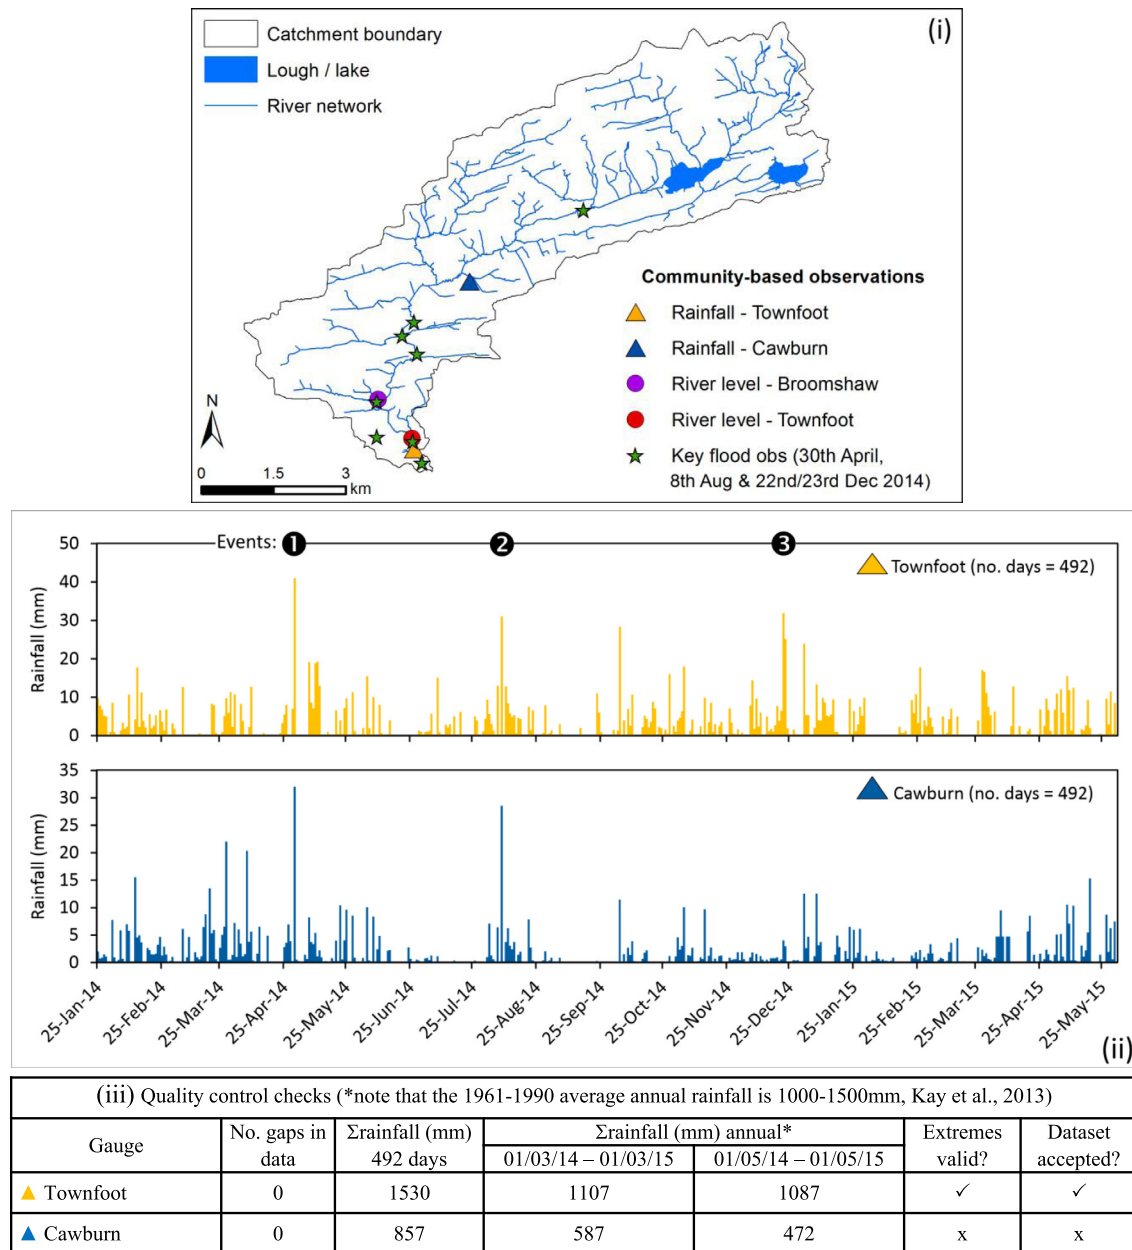 (i)
Catchment boundary
Lough / lake
River network
Community-based observations
Rainfall - Townfoot
Rainfall - Cawburn
River level - Broomshaw
River level - Townfoot
Key flood obs (30th April,
8th Aug & 22nd/23rd Dec 2014)
N
0 1.5 3
km
Events: 1 2 3
50
40
30
20
10
0
Rainfall (mm)
Townfoot (no. days = 492)
35
30
25
20
15
10
5
0
Rainfall (mm)
Cawburn (no. days = 492)
25-Jan-14
25-Feb-14
25-Mar-14
25-Apr-14
25-May-14
25-Jun-14
25-Jul-14
25-Aug-14
25-Sep-14
25-Oct-14
25-Nov-14
25-Dec-14
25-Jan-15
25-Feb-15
25-Mar-15
25-Apr-15
25-May-15
(ii)
(iii) Quality control checks (*note that the 1961-1990 average annual rainfall is 1000-1500mm, Kay et al., 2013)
Gauge
No. gaps in
data
Σrainfall (mm)
492 days
Σrainfall (mm) annual*
01/03/14 – 01/03/15
01/05/14 – 01/05/15
Extremes
valid?
Dataset
accepted?
Townfoot 0 1530 1107 1087 ✓ ✓
Cawburn 0 857 587 472 x x